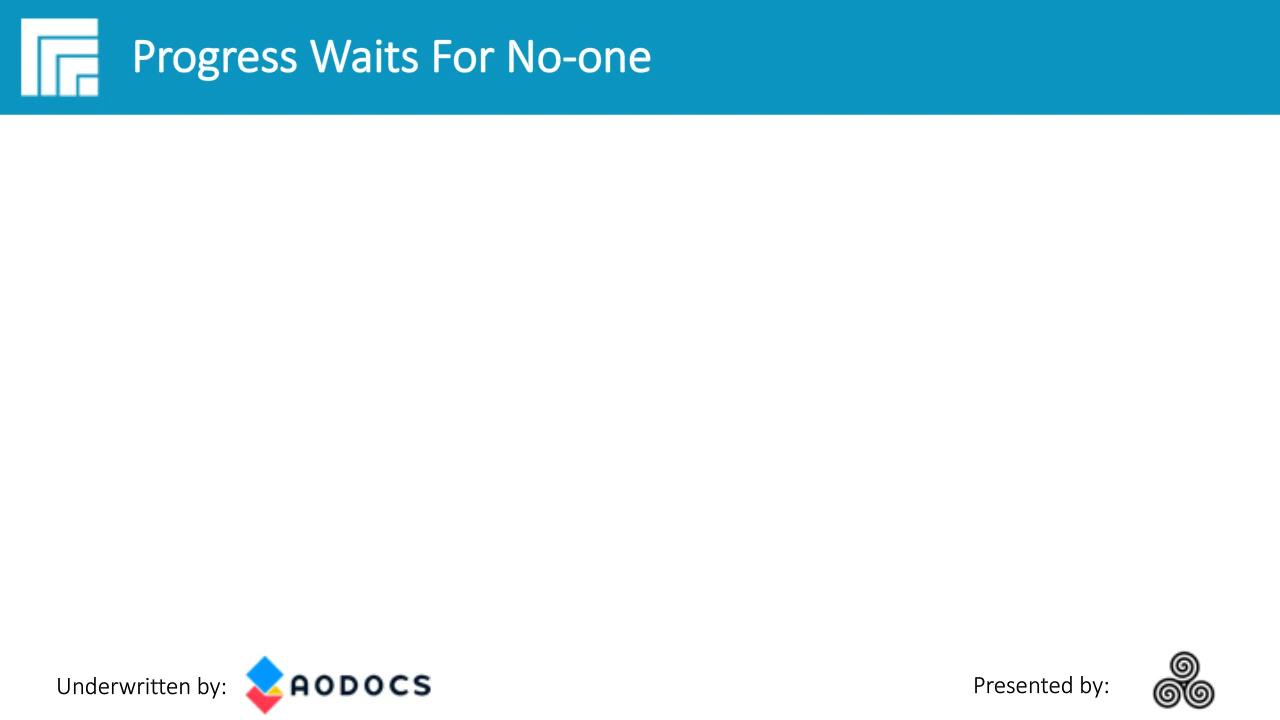 Progress Waits For No-one
Underwritten by:
AODOCS
Presented by: